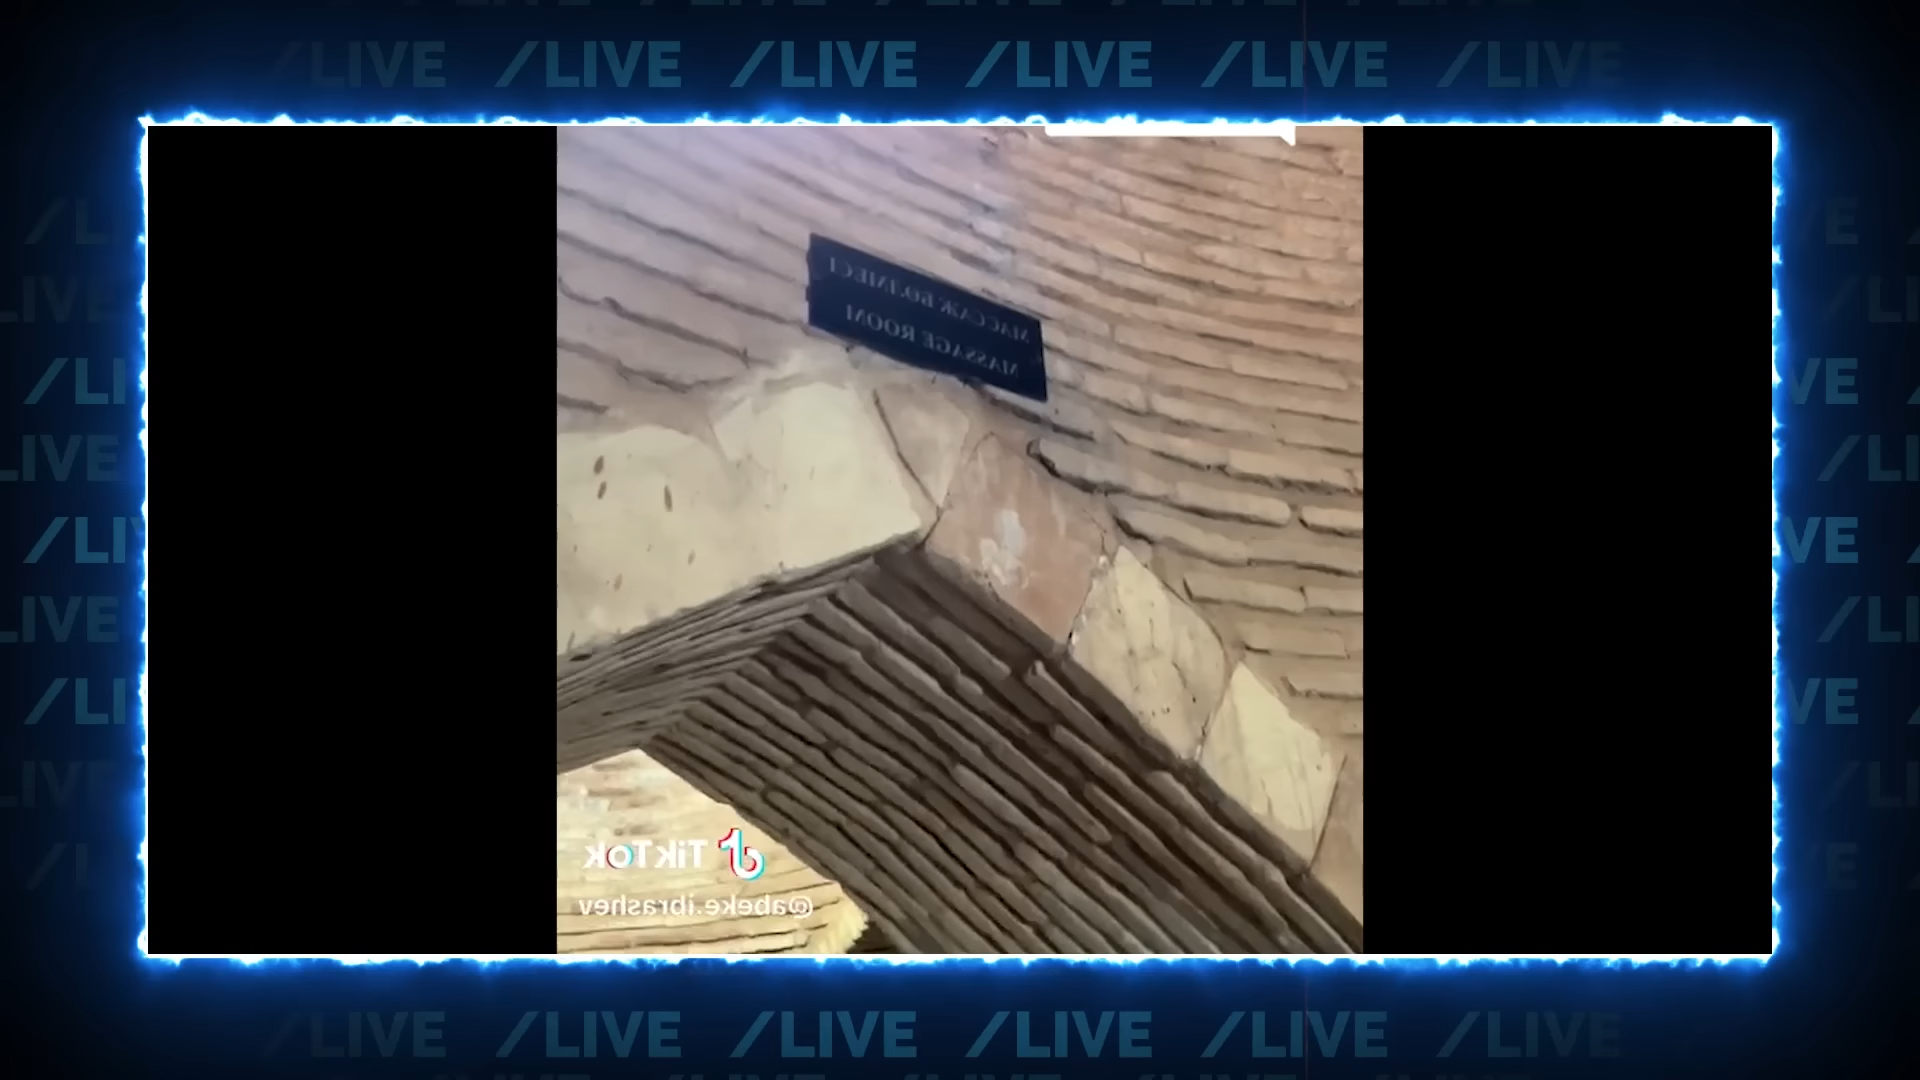 /LIVE /LIVE /LIVE /LIVE /LIVE /LIVE
МАССАЖ БӨЛМЕСІ
MASSAGE ROOM
TikTok
@abeke.ibrashev
/LIVE /LIVE /LIVE /LIVE /LIVE /LIVE